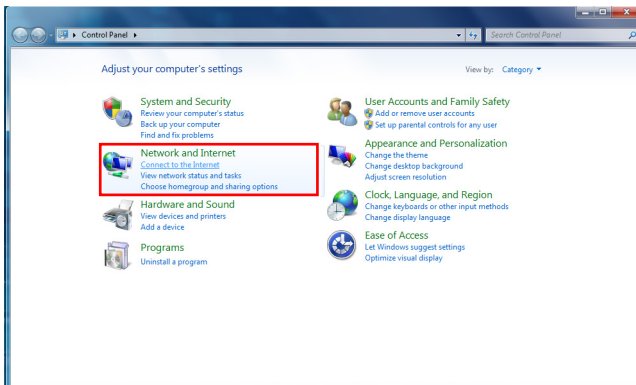 Control Panel
Search Control Panel
Adjust your computer's settings
View by: Category
System and Security
Review your computer's status
Back up your computer
Find and fix problems
Network and Internet
Connect to the Internet
View network status and tasks
Choose homegroup and sharing options
Hardware and Sound
View devices and printers
Add a device
Programs
Uninstall a program
User Accounts and Family Safety
Add or remove user accounts
Set up parental controls for any user
Appearance and Personalization
Change the theme
Change desktop background
Adjust screen resolution
Clock, Language, and Region
Change keyboards or other input methods
Change display language
Ease of Access
Let Windows suggest settings
Optimize visual display